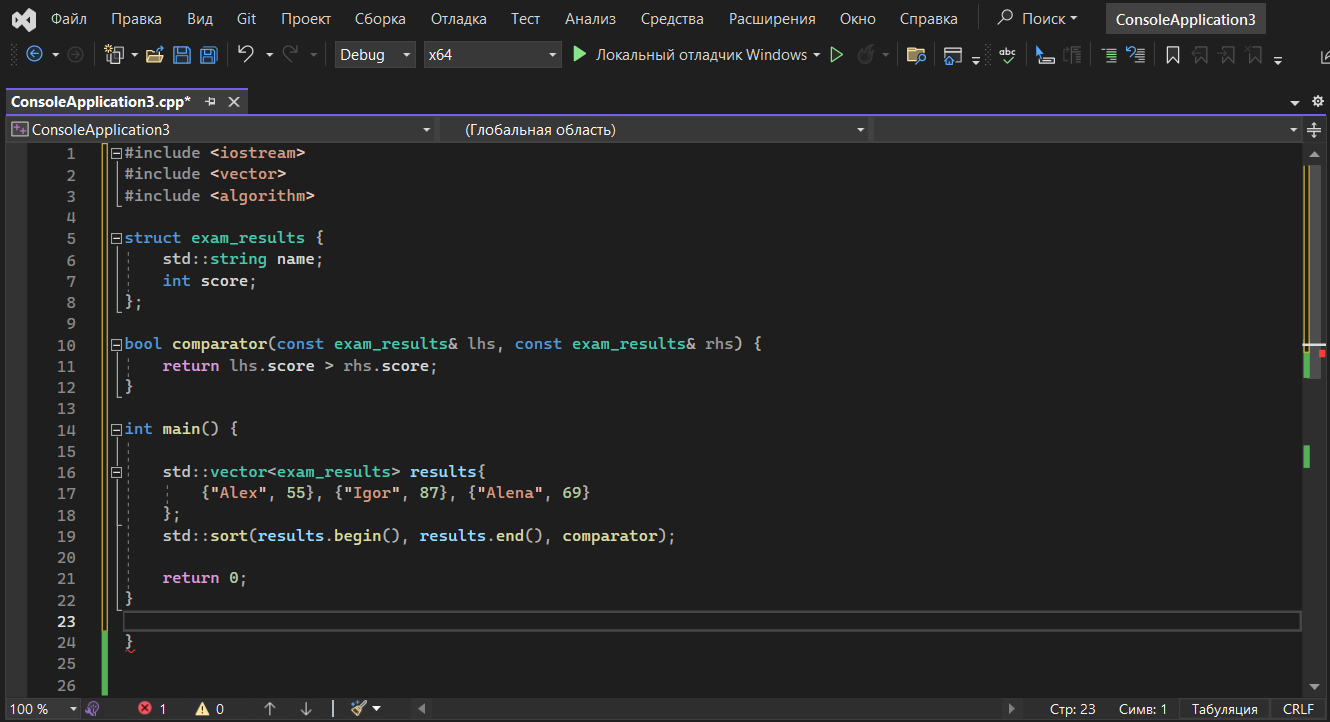 Файл Правка Вид Git Проект Сборка Отладка Тест Анализ Средства Расширения Окно Справка Поиск ConsoleApplication3
Debug x64 Локальный отладчик Windows abc
ConsoleApplication3.cpp*
ConsoleApplication3 (Глобальная область)
1 #include <iostream>
2 #include <vector>
3 #include <algorithm>
4
5 struct exam_results {
6 std::string name;
7 int score;
8 };
9
10 bool comparator(const exam_results& lhs, const exam_results& rhs) {
11 return lhs.score > rhs.score;
12 }
13
14 int main() {
15
16 std::vector<exam_results> results{
17 {"Alex", 55}, {"Igor", 87}, {"Alena", 69}
18 };
19 std::sort(results.begin(), results.end(), comparator);
20
21 return 0;
22 }
23
24 }
25
26
100 % 1 0 Стр: 23 Симв: 1 Табуляция CRLF